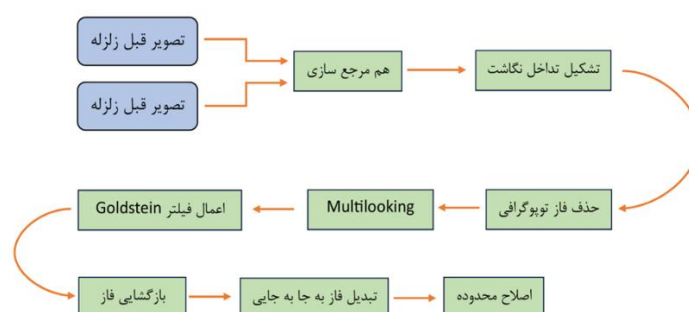 تصویر قبل زلزله
تصویر قبل زلزله
هم مرجع سازی
تشکیل تداخل نگاشت
حذف فاز توپوگرافی
Multilooking
اعمال فیلتر Goldstein
بازگشایی فاز
تبدیل فاز به جا به جایی
اصلاح محدوده